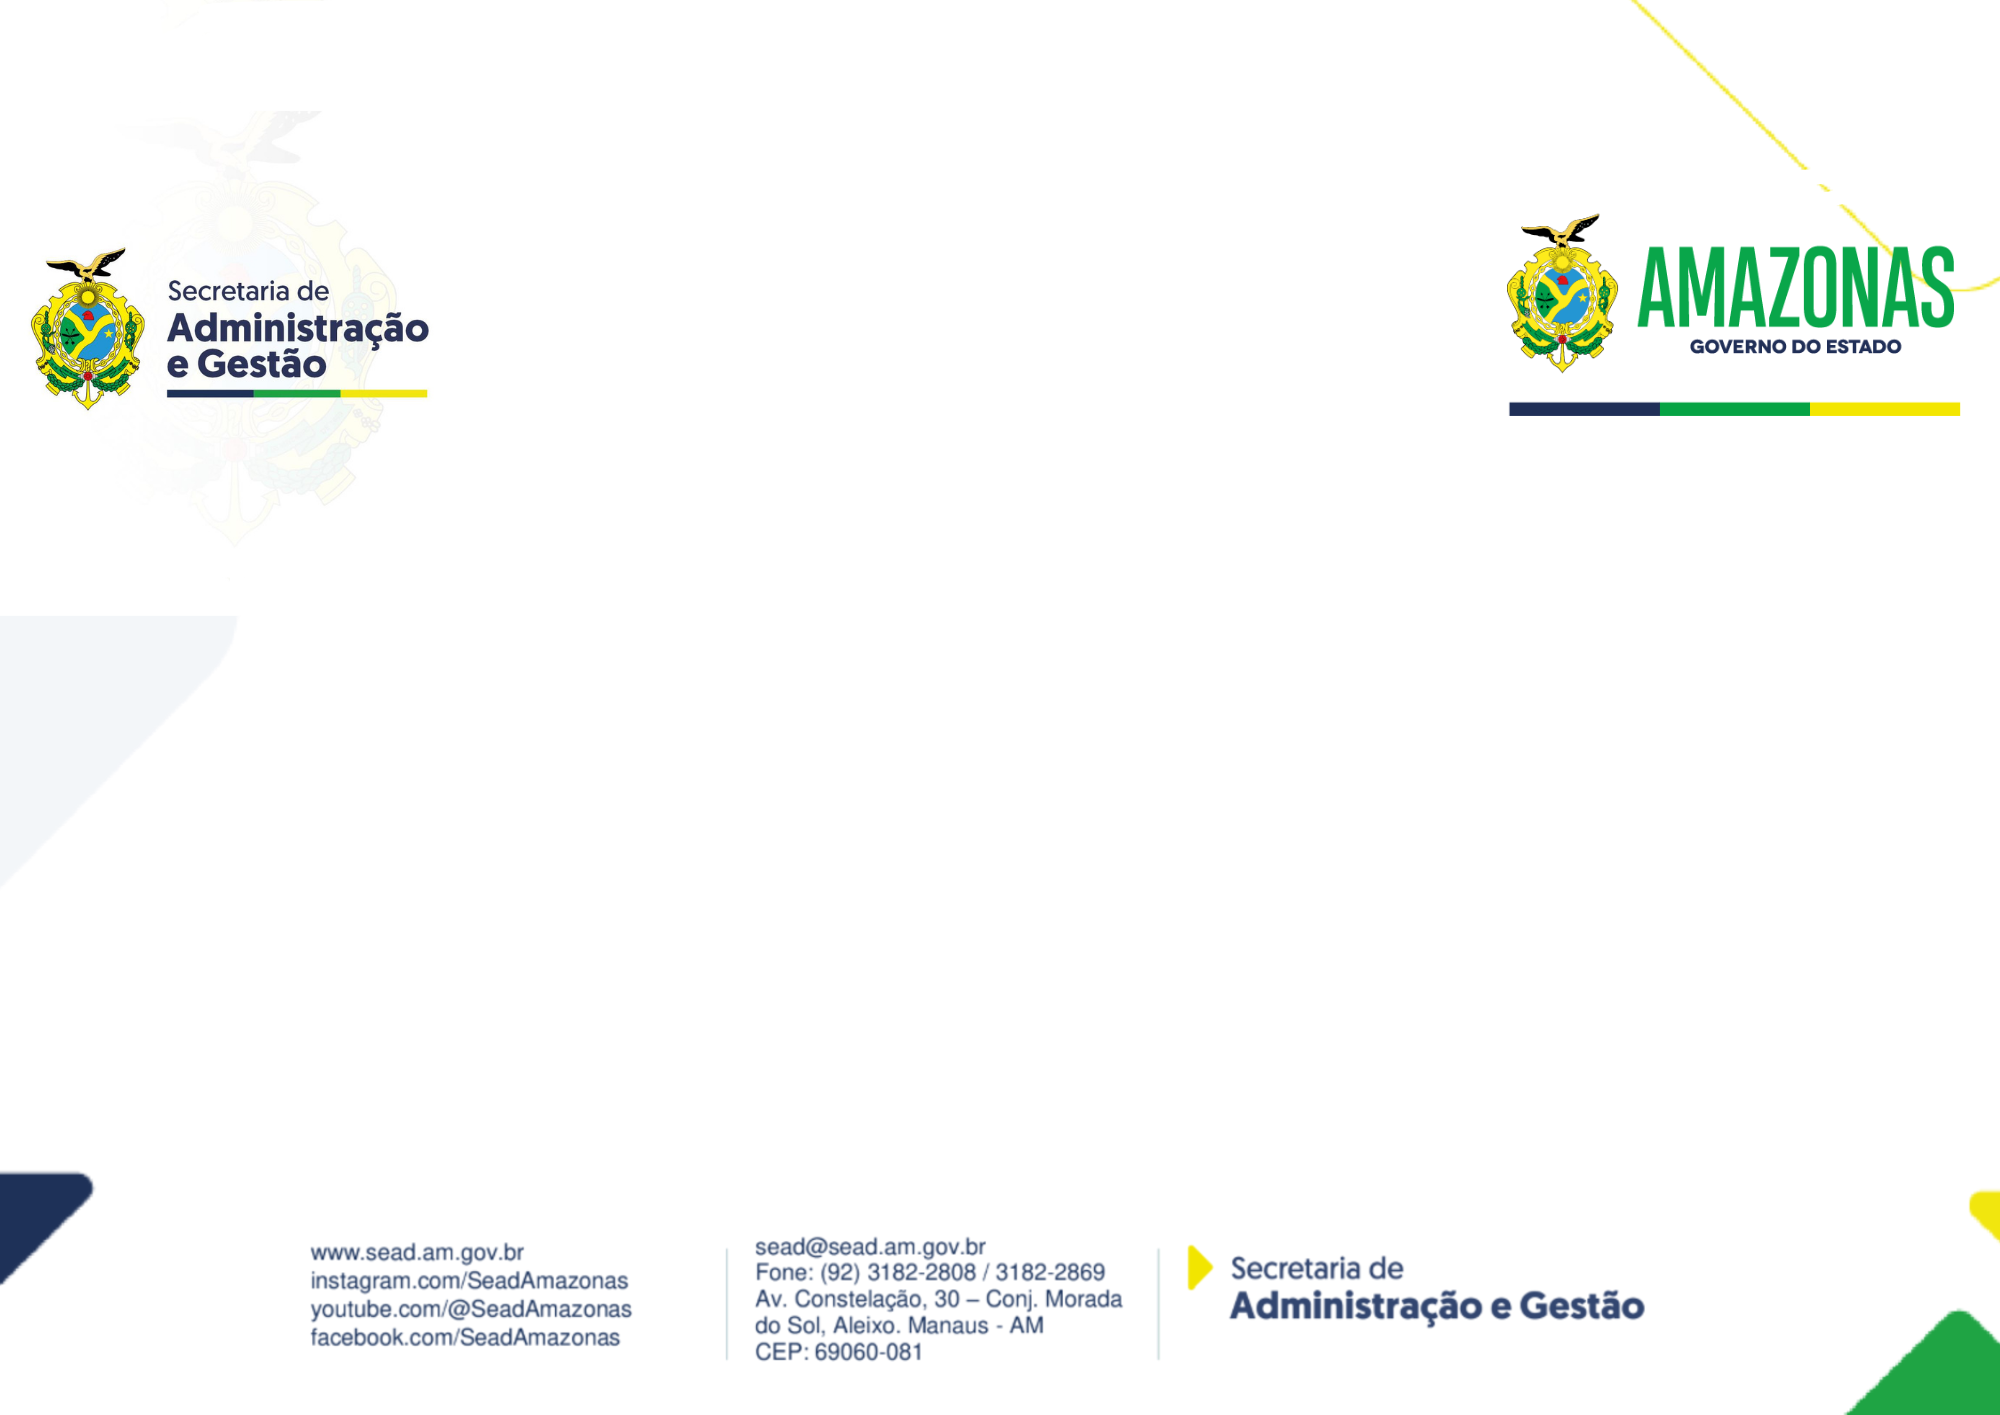 Secretaria de
Administração
e Gestão
AMAZONAS
GOVERNO DO ESTADO
www.sead.am.gov.br
instagram.com/SeadAmazonas
youtube.com/@SeadAmazonas
facebook.com/SeadAmazonas
sead@sead.am.gov.br
Fone: (92) 3182-2808 / 3182-2869
Av. Constelação, 30 – Conj. Morada
do Sol, Aleixo. Manaus - AM
CEP: 69060-081
Secretaria de
Administração e Gestão